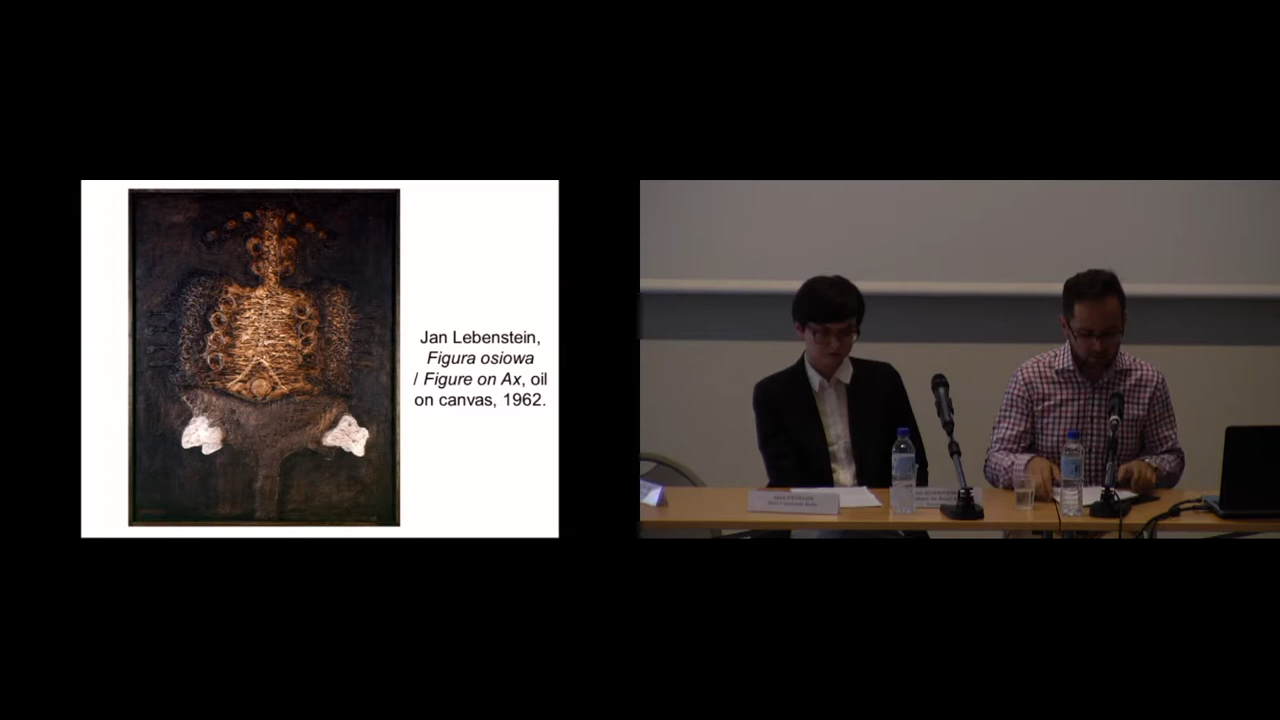 Jan Lebenstein,
Figura osiowa
/ Figure on Ax, oil
on canvas, 1962.